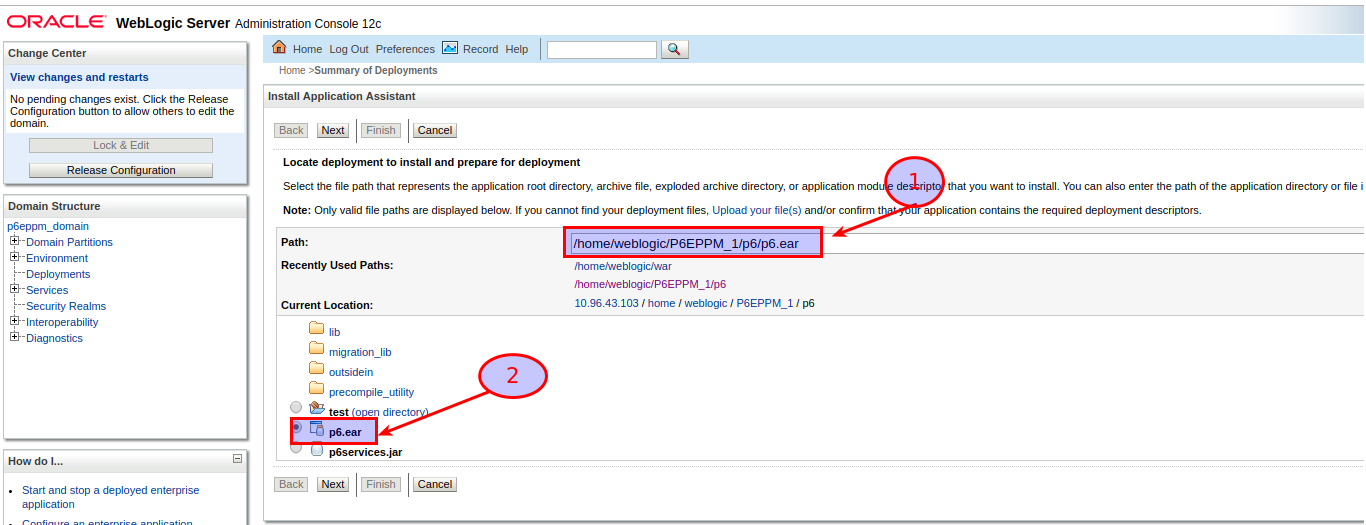 ORACLE WebLogic Server Administration Console 12c
Change Center
View changes and restarts
No pending changes exist. Click the Release
Configuration button to allow others to edit the
domain.
Lock & Edit
Release Configuration
Domain Structure
p6eppm_domain
Domain Partitions
Environment
Deployments
Services
Security Realms
Interoperability
Diagnostics
How do I...
Start and stop a deployed enterprise
application
Configure an enterprise application
Home Log Out Preferences Record Help
Home >Summary of Deployments
Install Application Assistant
Back Next Finish Cancel
Locate deployment to install and prepare for deployment
1
Select the file path that represents the application root directory, archive file, exploded archive directory, or application module descriptor that you want to install. You can also enter the path of the application directory or file i
Note: Only valid file paths are displayed below. If you cannot find your deployment files, Upload your file(s) and/or confirm that your application contains the required deployment descriptors.
Path: /home/weblogic/P6EPPM_1/p6/p6.ear
Recently Used Paths: /home/weblogic/war
/home/weblogic/P6EPPM_1/p6
Current Location: 10.96.43.103 / home / weblogic / P6EPPM_1 / p6
lib
migration_lib
outsidein
2
precompile_utility
test (open directory)
p6.ear
p6services.jar
Back Next Finish Cancel